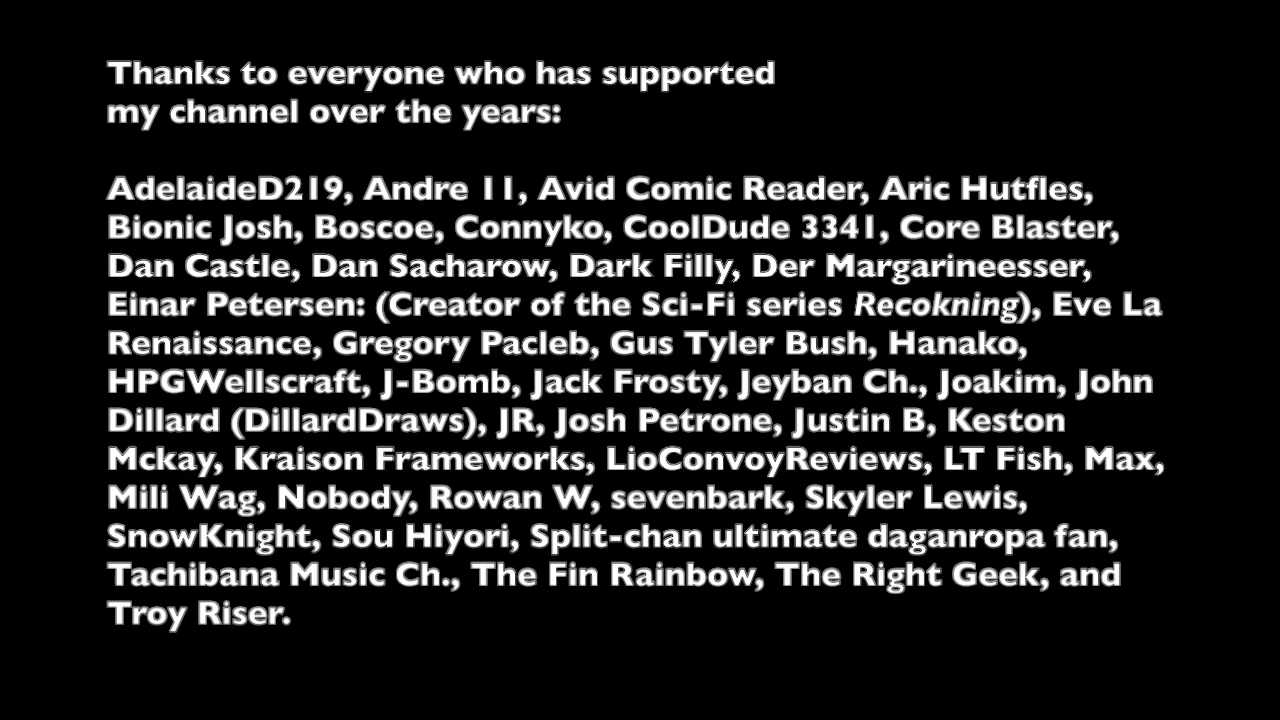 Thanks to everyone who has supported
my channel over the years:
AdelaideD219, Andre 11, Avid Comic Reader, Aric Hutfles,
Bionic Josh, Boscoe, Connyko, CoolDude 3341, Core Blaster,
Dan Castle, Dan Sacharow, Dark Filly, Der Margarineesser,
Einar Petersen: (Creator of the Sci-Fi series Recokning), Eve La
Renaissance, Gregory Pacleb, Gus Tyler Bush, Hanako,
HPGWellscraft, J-Bomb, Jack Frosty, Jeyban Ch., Joakim, John
Dillard (DillardDraws), JR, Josh Petrone, Justin B, Keston
Mckay, Kraison Frameworks, LioConvoyReviews, LT Fish, Max,
Mili Wag, Nobody, Rowan W, sevenbark, Skyler Lewis,
SnowKnight, Sou Hiyori, Split-chan ultimate daganropa fan,
Tachibana Music Ch., The Fin Rainbow, The Right Geek, and
Troy Riser.